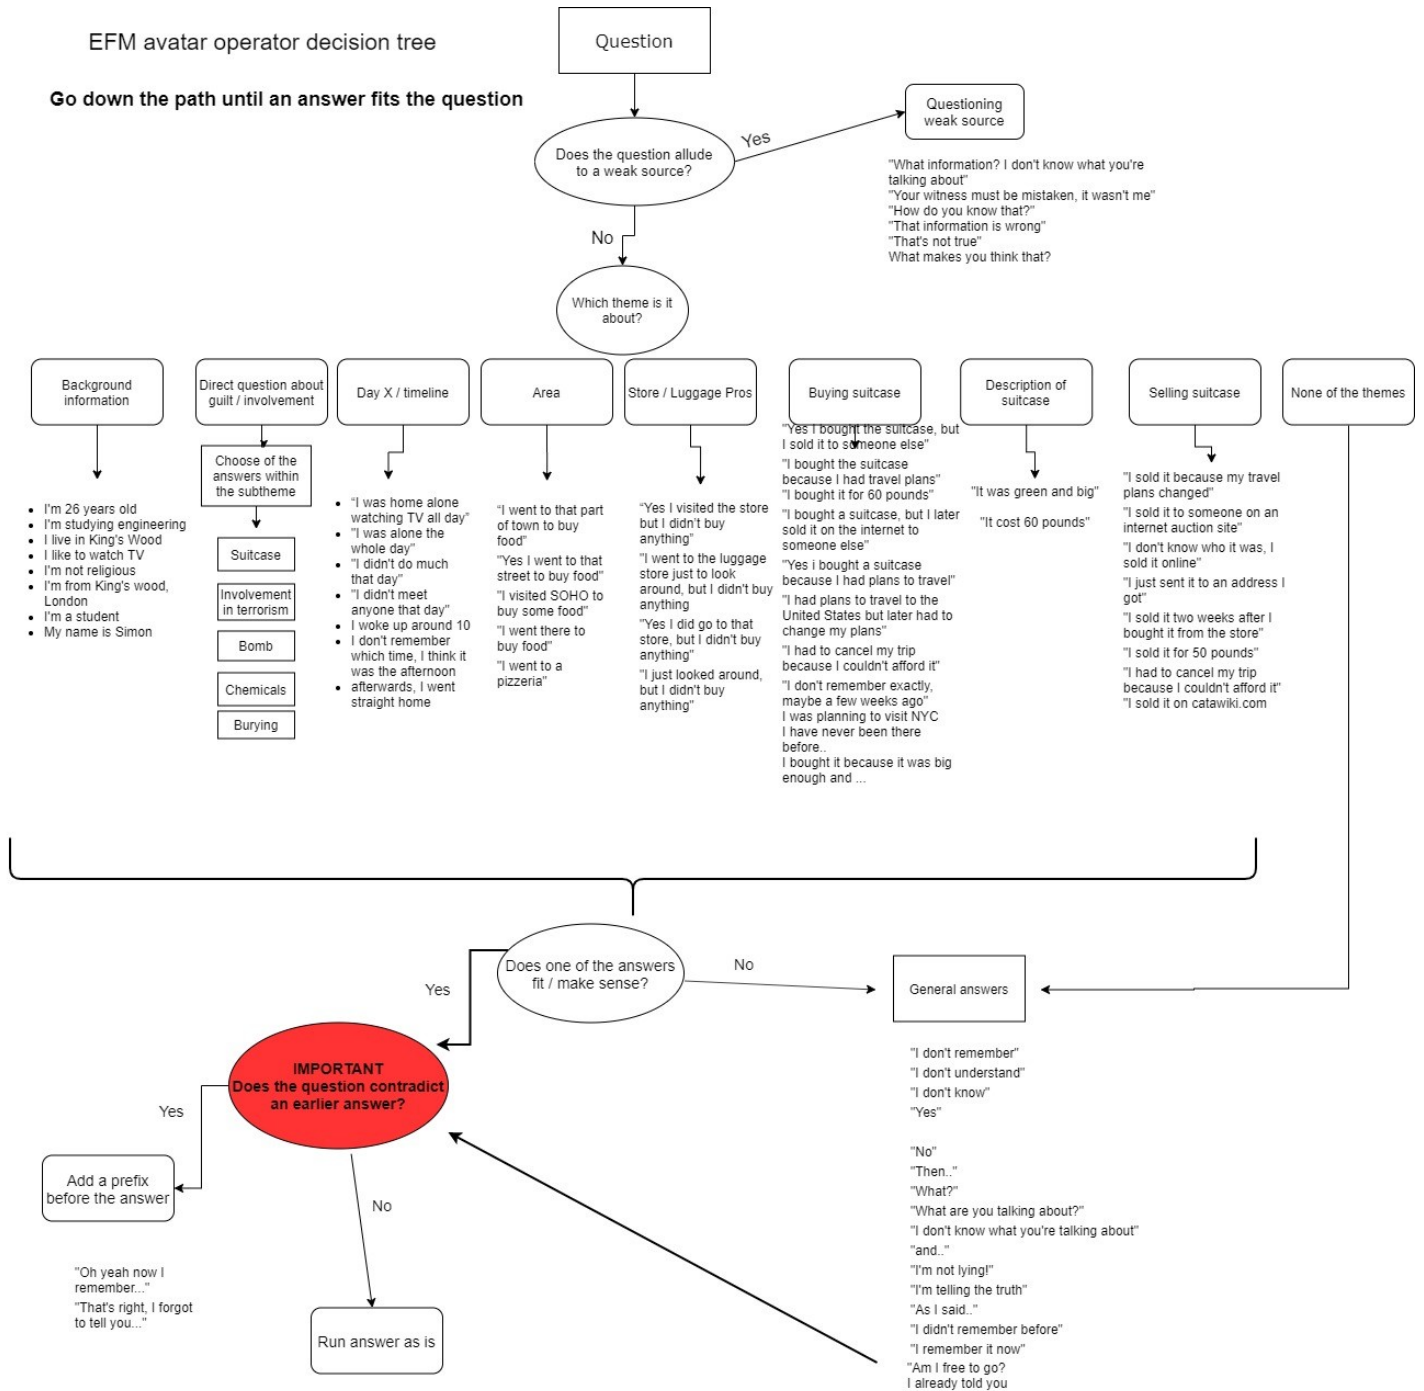 EFM avatar operator decision tree
Question
Go down the path until an answer fits the question
Questioning
weak source
Yes
Does the question allude
to a weak source?
"What information? I don't know what you're
talking about"
"Your witness must be mistaken, it wasn't me"
"How do you know that?"
"That information is wrong"
"That's not true"
What makes you think that?
No
Which theme is it
about?
Background
information
I'm 26 years old
I'm studying engineering
I live in King's Wood
I like to watch TV
I'm not religious
I'm from King's wood,
London
I'm a student
My name is Simon
Direct question about
guilt / involvement
Choose of the
answers within
the subtheme
Suitcase
Involvement
in terrorism
Bomb
Chemicals
Burying
Day X / timeline
"I was home alone
watching TV all day"
"I was alone the
whole day"
"I didn't do much
that day"
"I didn't meet
anyone that day"
I woke up around 10
I don't remember
which time, I think it
was the afternoon
afterwards, I went
straight home
Area
"I went to that part
of town to buy
food"
"Yes I went to that
street to buy food"
"I visited SOHO to
buy some food"
"I went there to
buy food"
"I went to a
pizzeria"
Store / Luggage Pros
"Yes I visited the store
but I didn't buy
anything"
"I went to the luggage
store just to look
around, but I didn't buy
anything
"Yes I did go to that
store, but I didn't buy
anything"
"I just looked around,
but I didn't buy
anything"
Buying suitcase
"Yes I bought the suitcase, but
I sold it to someone else"
"I bought the suitcase
because I had travel plans"
"I bought it for 60 pounds"
"I bought a suitcase, but I later
sold it on the internet to
someone else"
"Yes i bought a suitcase
because I had plans to travel"
"I had plans to travel to the
United States but later had to
change my plans"
"I had to cancel my trip
because I couldn't afford it"
"I don't remember exactly,
maybe a few weeks ago"
I was planning to visit NYC
I have never been there
before..
I bought it because it was big
enough and ...
Description of
suitcase
"It was green and big"
"It cost 60 pounds"
Selling suitcase
"I sold it because my travel
plans changed"
"I sold it to someone on an
internet auction site"
"I don't know who it was, I
sold it online"
"I just sent it to an address I
got"
"I sold it two weeks after I
bought it from the store"
"I sold it for 50 pounds"
"I had to cancel my trip
because I couldn't afford it"
"I sold it on catawiki.com
None of the themes
Does one of the answers
fit / make sense?
No
Yes
General answers
"I don't remember"
"I don't understand"
"I don't know"
"Yes"
"No"
"Then.."
"What?"
"What are you talking about?"
"I don't know what you're talking about"
"and.."
"I'm not lying!"
"I'm telling the truth"
"As I said.."
"I didn't remember before"
"I remember it now"
"Am I free to go?
I already told you
IMPORTANT
Does the question contradict
an earlier answer?
Yes
Add a prefix
before the answer
"Oh yeah now I
remember..."
"That's right, I forgot
to tell you..."
No
Run answer as is